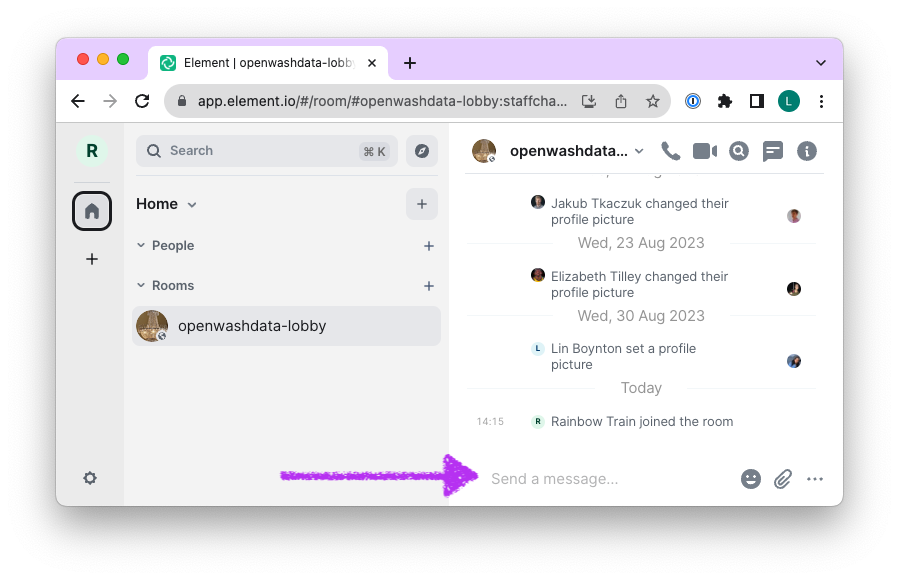 Element | openwashdata-lobby
app.element.io/#/room/#openwashdata-lobby:staffcha...
L
R
Search
⌘ K
Home
People
Rooms
openwashdata-lobby
openwashdata...
Jakub Tkaczuk changed their
profile picture
Wed, 23 Aug 2023
Elizabeth Tilley changed their
profile picture
Wed, 30 Aug 2023
L
Lin Boynton set a profile
picture
Today
14:15
R
Rainbow Train joined the room
Send a message...